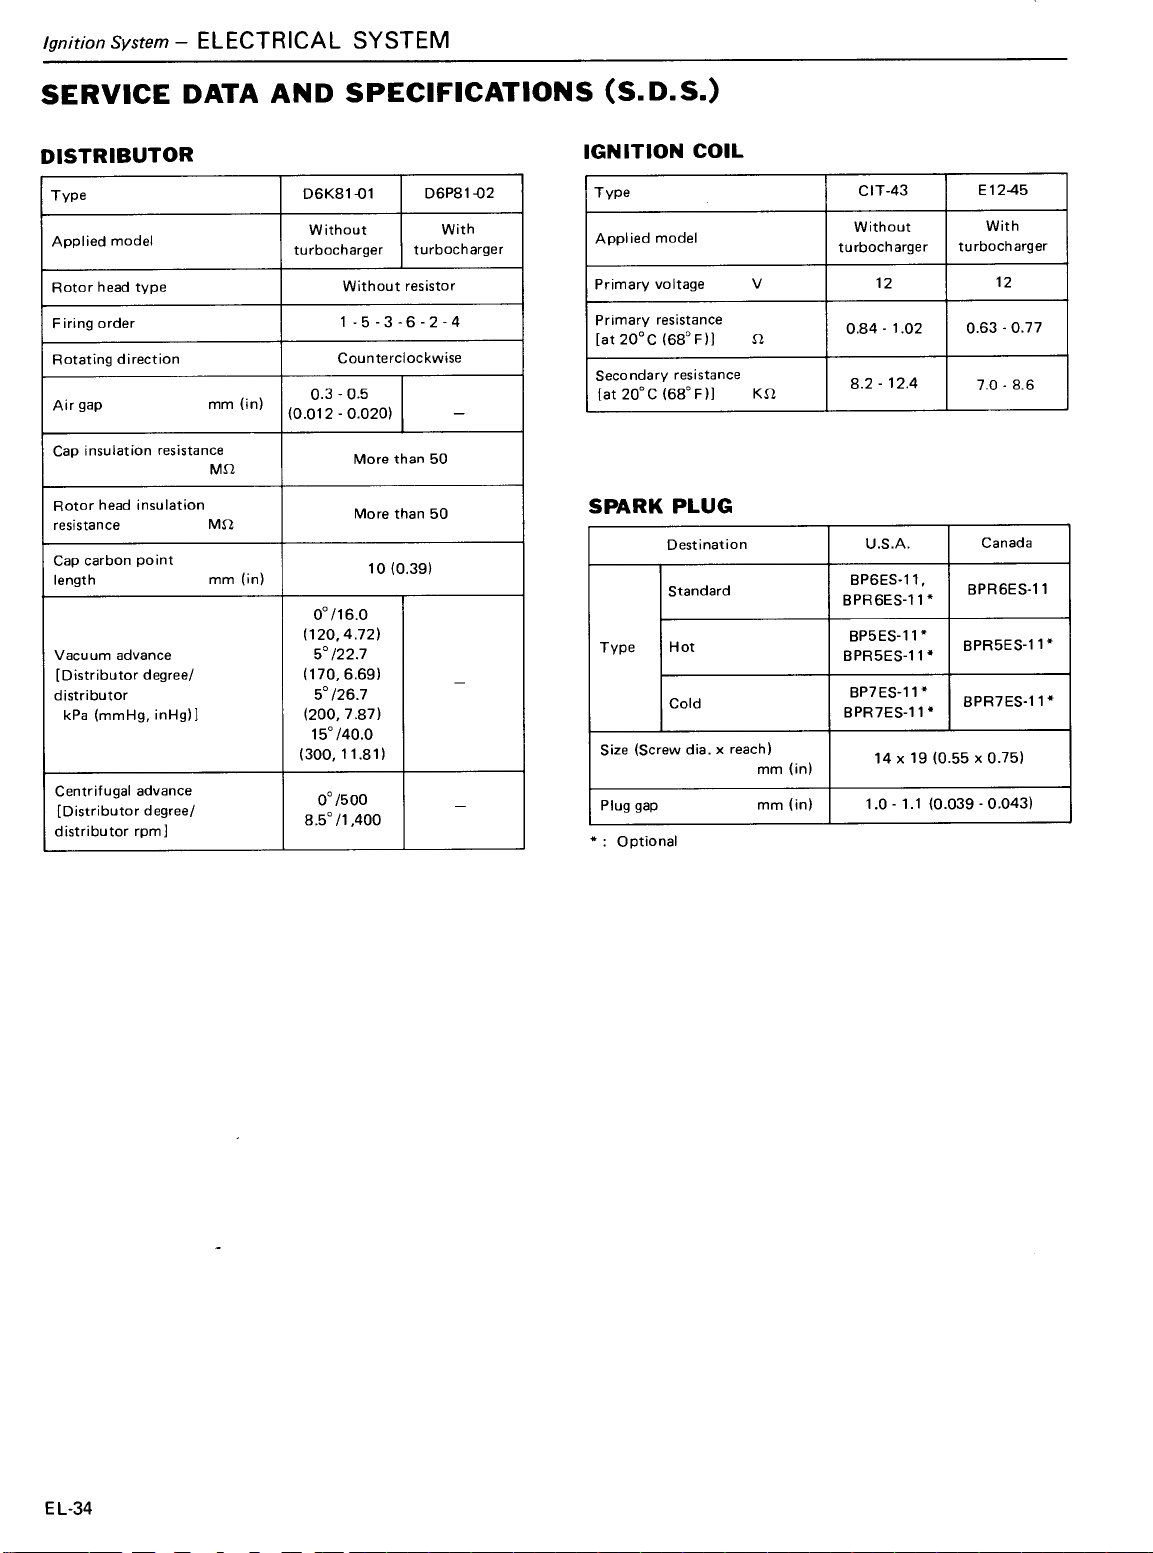 Ignition System – ELECTRICAL SYSTEM
SERVICE DATA AND SPECIFICATIONS (S.D.S.)
DISTRIBUTOR
Type D6K81-01 D6P81-02
Applied model Without turbocharger With turbocharger
Rotor head type Without resistor
Firing order 1 - 5 - 3 - 6 - 2 - 4
Rotating direction Counterclockwise
Air gap mm (in) 0.3 - 0.5 (0.012 - 0.020) –
Cap insulation resistance
MΩ More than 50
Rotor head insulation
resistance MΩ More than 50
Cap carbon point
length mm (in) 10 (0.39)
Vacuum advance
[Distributor degree/
distributor
kPa (mmHg, inHg)]
0°/16.0
(120, 4.72)
5°/22.7
(170, 6.69)
5°/26.7
(200, 7.87)
15°/40.0
(300, 11.81)
–
Centrifugal advance
[Distributor degree/
distributor rpm]
0°/500
8.5°/1,400
–
IGNITION COIL
Type CIT-43 E12-45
Applied model Without turbocharger With turbocharger
Primary voltage V 12 12
Primary resistance
[at 20°C (68°F)] Ω 0.84 - 1.02 0.63 - 0.77
Secondary resistance
[at 20°C (68°F)] KΩ 8.2 - 12.4 7.0 - 8.6
SPARK PLUG
Destination U.S.A. Canada
Type
Standard BP6ES-11, BPR6ES-11* BPR6ES-11
Hot BP5ES-11* BPR5ES-11* BPR5ES-11*
Cold BP7ES-11* BPR7ES-11* BPR7ES-11*
Size (Screw dia. x reach)
mm (in) 14 x 19 (0.55 x 0.75)
Plug gap mm (in) 1.0 - 1.1 (0.039 - 0.043)
* : Optional
EL-34